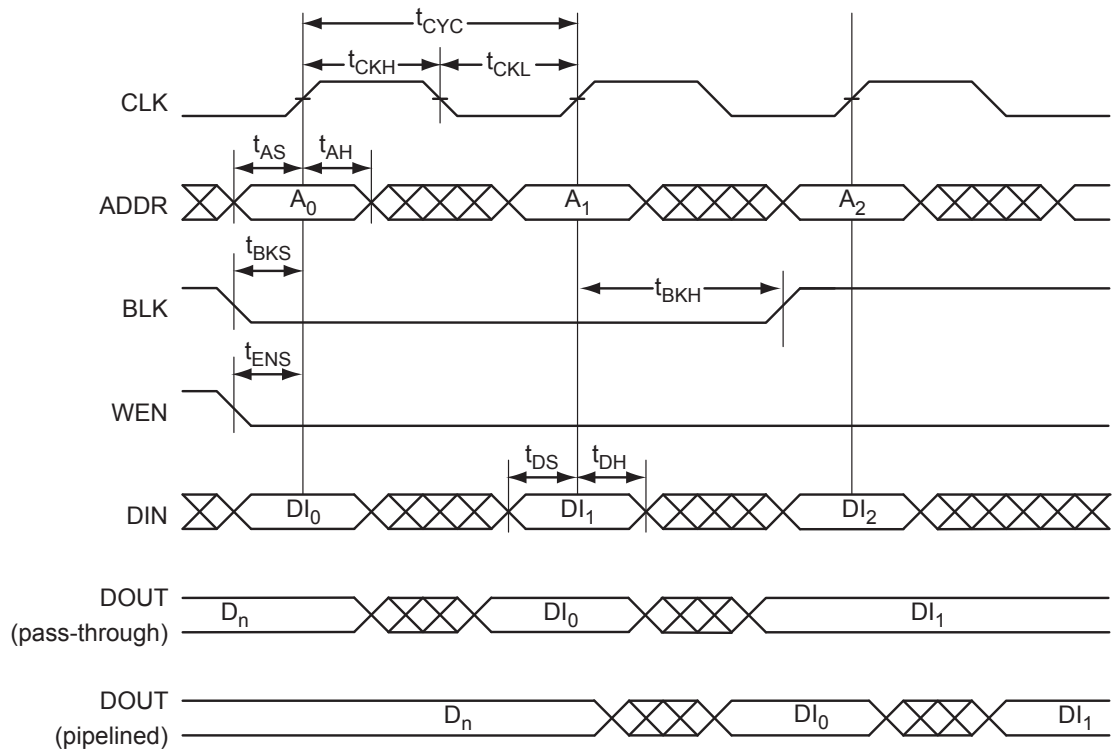 tCYC
tCKH tCKL
CLK
tAS tAH
ADDR A0 A1 A2
tBKS
BLK tBKH
tENS
WEN
tDS tDH
DIN DI0 DI1 DI2
DOUT
(pass-through) Dn DI0 DI1
DOUT
(pipelined) Dn DI0 DI1